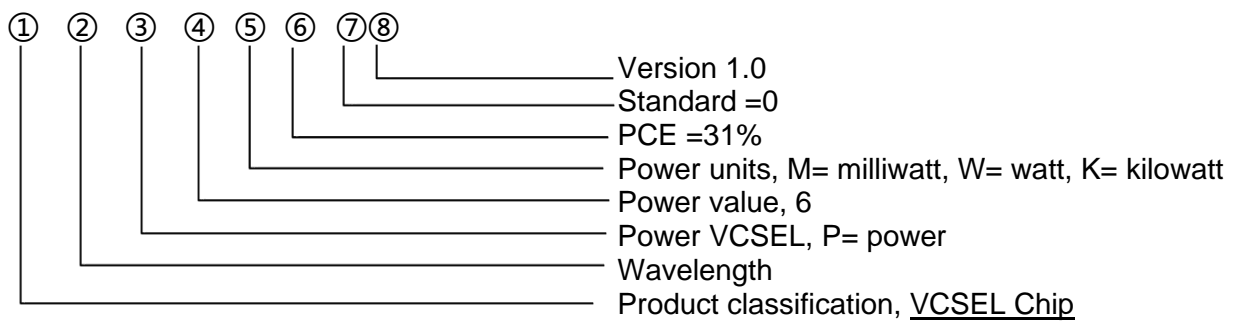 ① ② ③ ④ ⑤ ⑥ ⑦⑧
Version 1.0
Standard =0
PCE =31%
Power units, M= milliwatt, W= watt, K= kilowatt
Power value, 6
Power VCSEL, P= power
Wavelength
Product classification, VCSEL Chip